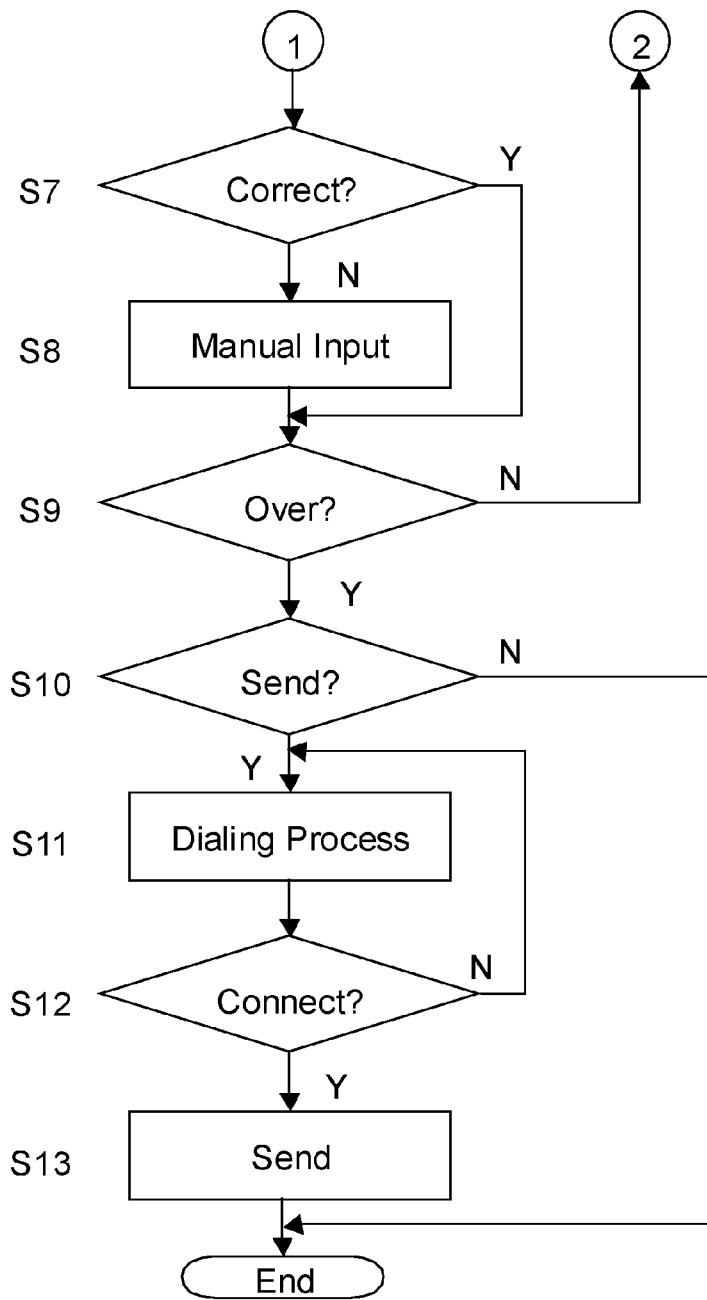 1
2
Y
S7
Correct?
N
S8
Manual Input
N
S9
Over?
Y
N
S10
Send?
Y
S11
Dialing Process
N
S12
Connect?
Y
S13
Send
End